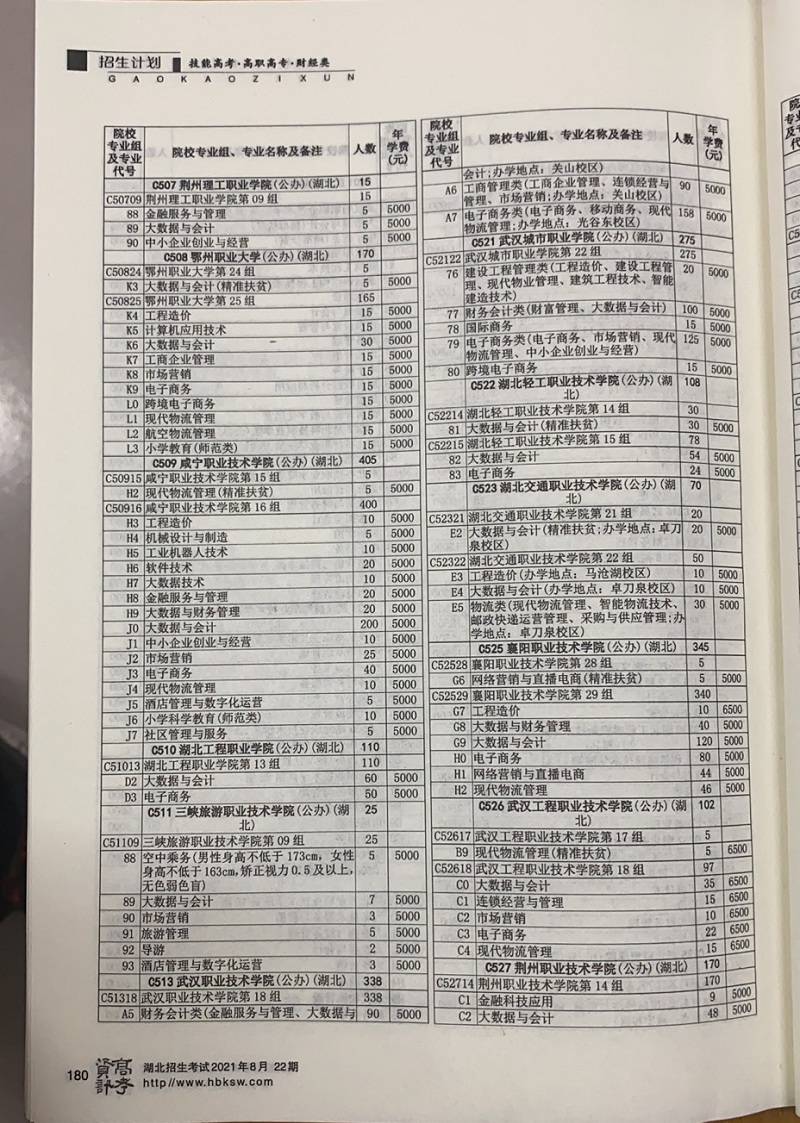 招生计划 技能高考·高职高专·财经类
GAOKAOZIXUN
院校专业组及专业代号 院校专业组、专业名称及备注 人数 年学费(元)
C507 荆州理工职业学院(公办)(湖北) 15
C50709 荆州理工职业学院第09组 15
88 金融服务与管理 5 5000
89 大数据与会计 5 5000
90 中小企业创业与经营 5 5000
C508 鄂州职业大学(公办)(湖北) 170
C50824 鄂州职业大学第24组 5
K3 大数据与会计(精准扶贫) 5 5000
C50825 鄂州职业大学第25组 165
K4 工程造价 15 5000
K5 计算机应用技术 15 5000
K6 大数据与会计 30 5000
K7 工商企业管理 15 5000
K8 市场营销 15 5000
K9 电子商务 15 5000
L0 跨境电子商务 15 5000
L1 现代物流管理 15 5000
L2 航空物流管理 15 5000
L3 小学教育(师范类) 15 5000
C509 咸宁职业技术学院(公办)(湖北) 405
C50915 咸宁职业技术学院第15组 5
H2 现代物流管理(精准扶贫) 5 5000
C50916 咸宁职业技术学院第16组 400
H3 工程造价 10 5000
H4 机械设计与制造 5 5000
H5 工业机器人技术 10 5000
H6 软件技术 20 5000
H7 大数据技术 10 5000
H8 金融服务与管理 20 5000
H9 大数据与财务管理 20 5000
J0 大数据与会计 200 5000
J1 中小企业创业与经营 10 5000
J2 市场营销 25 5000
J3 电子商务 40 5000
J4 现代物流管理 10 5000
J5 酒店管理与数字化运营 5 5000
J6 小学科学教育(师范类) 10 5000
J7 社区管理与服务 5 5000
C510 湖北工程职业学院(公办)(湖北) 110
C51013 湖北工程职业学院第13组 110
D2 大数据与会计 60 5000
D3 电子商务 50 5000
C511 三峡旅游职业技术学院(公办)(湖 25
北)
C51109 三峡旅游职业技术学院第09组 25
88 空中乘务(男性身高不低于173cm,女性 5 5000
身高不低于163cm,矫正视力0.5及以上,
无色弱色盲)
89 大数据与会计 7 5000
90 市场营销 3 5000
91 旅游管理 5 5000
92 导游 2 5000
93 酒店管理与数字化运营 3 5000
C513 武汉职业技术学院(公办)(湖北) 338
C51318 武汉职业技术学院第18组 338
A5 财务会计类(金融服务与管理、大数据与 90 5000
院校专业组及专业代号 院校专业组、专业名称及备注 人数 年学费(元)
会计;办学地点:关山校区)
A6 工商管理类(工商企业管理、连锁经营与 90 5000
管理、市场营销;办学地点:关山校区)
A7 电子商务类(电子商务、移动商务、现代 158 5000
物流管理;办学地点:光谷东校区)
C521 武汉城市职业学院(公办)(湖北) 275
C52122 武汉城市职业学院第22组 275
76 建设工程管理类(工程造价、建设工程管 20 5000
理、现代物业管理、建筑工程技术、智能
建造技术)
77 财务会计类(财富管理、大数据与会计) 100 5000
78 国际商务 15 5000
79 电子商务类(电子商务、市场营销、现代 125 5000
物流管理、中小企业创业与经营)
80 跨境电子商务 15 5000
C522 湖北轻工职业技术学院(公办)(湖 108
北)
C52214 湖北轻工职业技术学院第14组 30
81 大数据与会计(精准扶贫) 30 5000
C52215 湖北轻工职业技术学院第15组 78
82 大数据与会计 54 5000
83 电子商务 24 5000
C523 湖北交通职业技术学院(公办)(湖 70
北)
C52321 湖北交通职业技术学院第21组 20
E2 大数据与会计(精准扶贫;办学地点:卓刀 20 5000
泉校区)
C52322 湖北交通职业技术学院第22组 50
E3 工程造价(办学地点:马沧湖校区) 10 5000
E4 大数据与会计(办学地点:卓刀泉校区) 10 5000
E5 物流类(现代物流管理、智能物流技术、 30 5000
邮政快递运营管理、采购与供应管理;办
学地点:卓刀泉校区)
C525 襄阳职业技术学院(公办)(湖北) 345
C52528 襄阳职业技术学院第28组 5
G6 网络营销与直播电商(精准扶贫) 5 5000
C52529 襄阳职业技术学院第29组 340
G7 工程造价 10 6500
G8 大数据与财务管理 40 5000
G9 大数据与会计 120 5000
H0 电子商务 80 5000
H1 网络营销与直播电商 44 5000
H2 现代物流管理 46 5000
C526 武汉工程职业技术学院(公办)(湖 102
北)
C52617 武汉工程职业技术学院第17组 5
B9 现代物流管理(精准扶贫) 5 6500
C52618 武汉工程职业技术学院第18组 97
C0 大数据与会计 35 6500
C1 连锁经营与管理 15 6500
C2 市场营销 10 6500
C3 电子商务 22 6500
C4 现代物流管理 15 6500
C527 荆州职业技术学院(公办)(湖北) 170
C52714 荆州职业技术学院第14组 170
C1 金融科技应用 9 5000
C2 大数据与会计 48 5000
180 高考资讯 湖北招生考试2021年8月 22期
http://www.hbksw.com